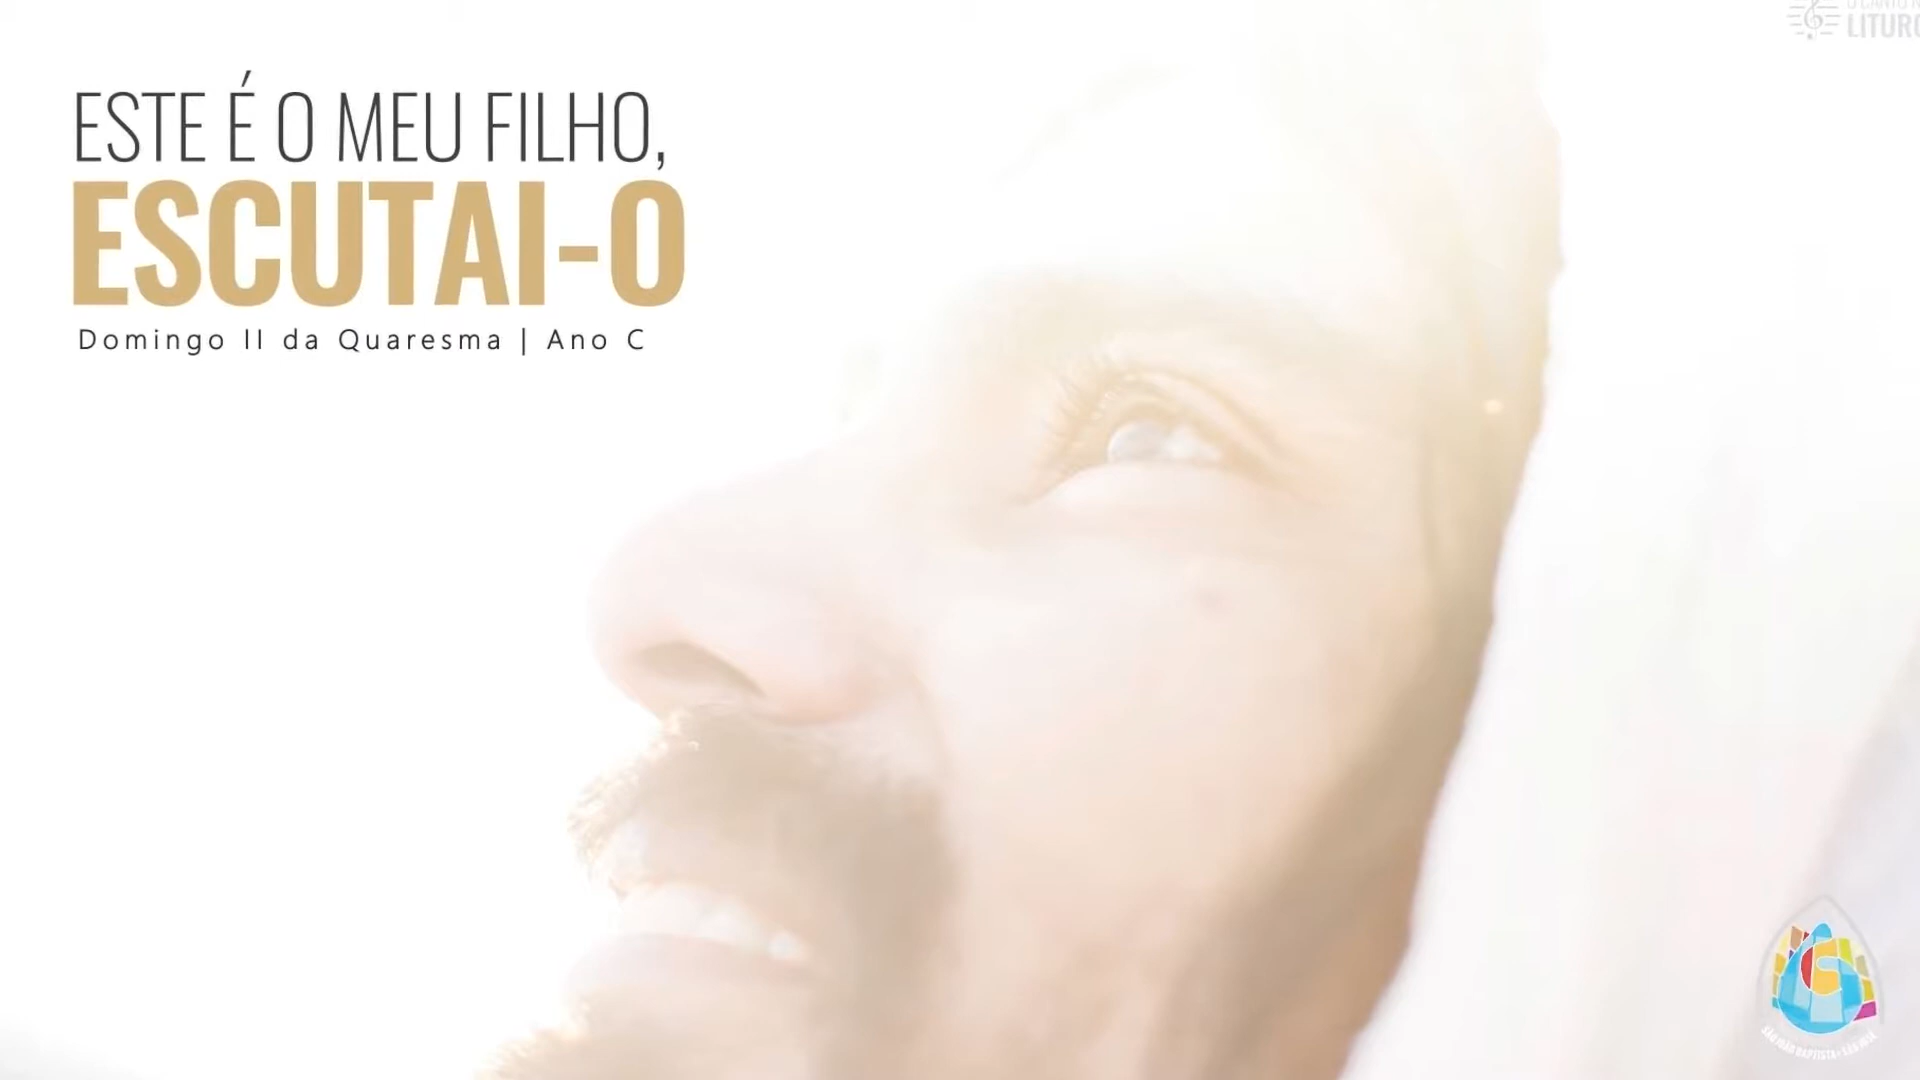 ESTE É O MEU FILHO,
ESCUTAI-O
Domingo II da Quaresma | Ano C